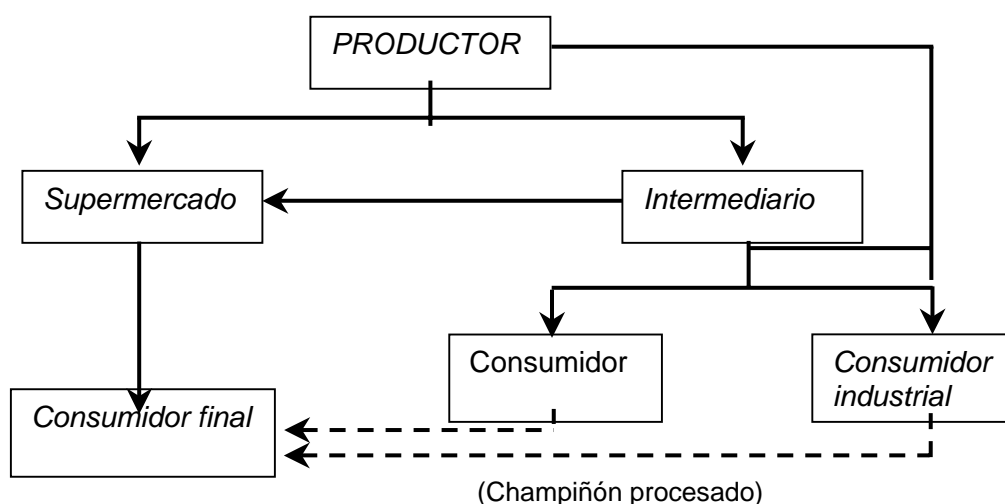 PRODUCTOR
Supermercado
Intermediario
Consumidor
Consumidor
industrial
Consumidor final
(Champiñón procesado)